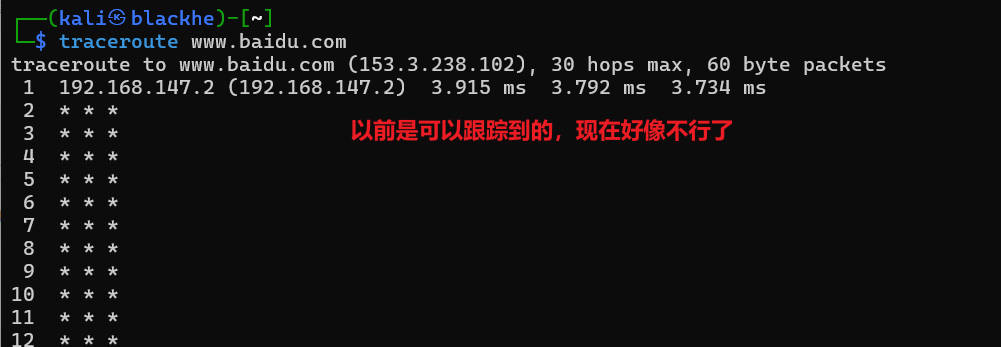 ┌──(kali㉿blackhe)-[~]
└─$ traceroute www.baidu.com
traceroute to www.baidu.com (153.3.238.102), 30 hops max, 60 byte packets
 1  192.168.147.2 (192.168.147.2)  3.915 ms  3.792 ms  3.734 ms
 2  * * *
 3  * * *
以前是可以跟踪到的，现在好像不行了
 4  * * *
 5  * * *
 6  * * *
 7  * * *
 8  * * *
 9  * * *
10  * * *
11  * * *
12  * * *